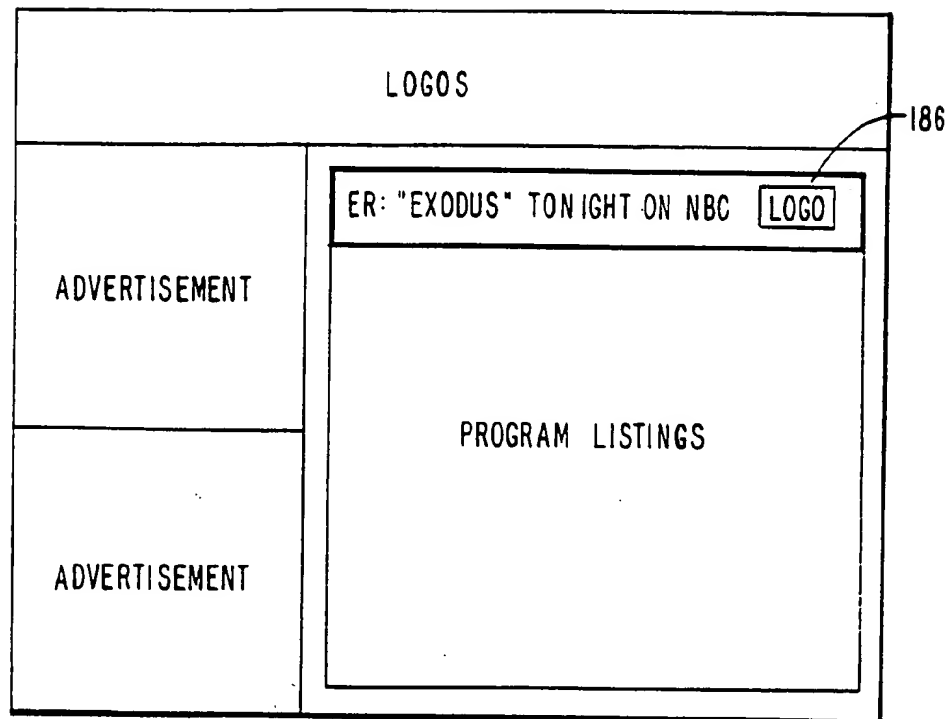 LOGOS
186
ER: "EXODUS" TONIGHT ON NBC LOGO
ADVERTISEMENT
PROGRAM LISTINGS
ADVERTISEMENT